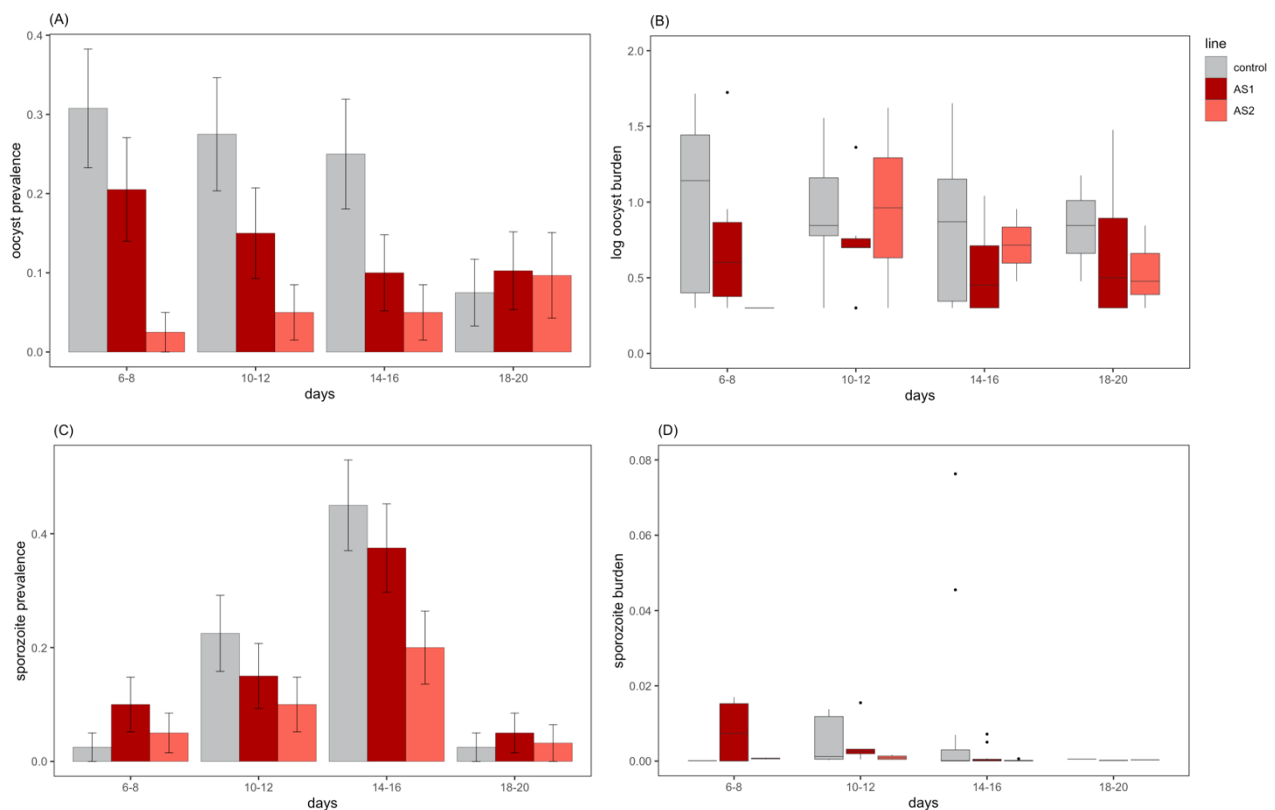 (A)
0.4
0.3
0.2
0.1
0.0
oocyst prevalence
6-8 10-12 14-16 18-20
days
(B)
2.0
1.5
1.0
0.5
0.0
log oocyst burden
6-8 10-12 14-16 18-20
days
line
control
AS1
AS2
(C)
0.4
0.2
0.0
sporozoite prevalence
6-8 10-12 14-16 18-20
days
(D)
0.08
0.06
0.04
0.02
0.00
sporozoite burden
6-8 10-12 14-16 18-20
days